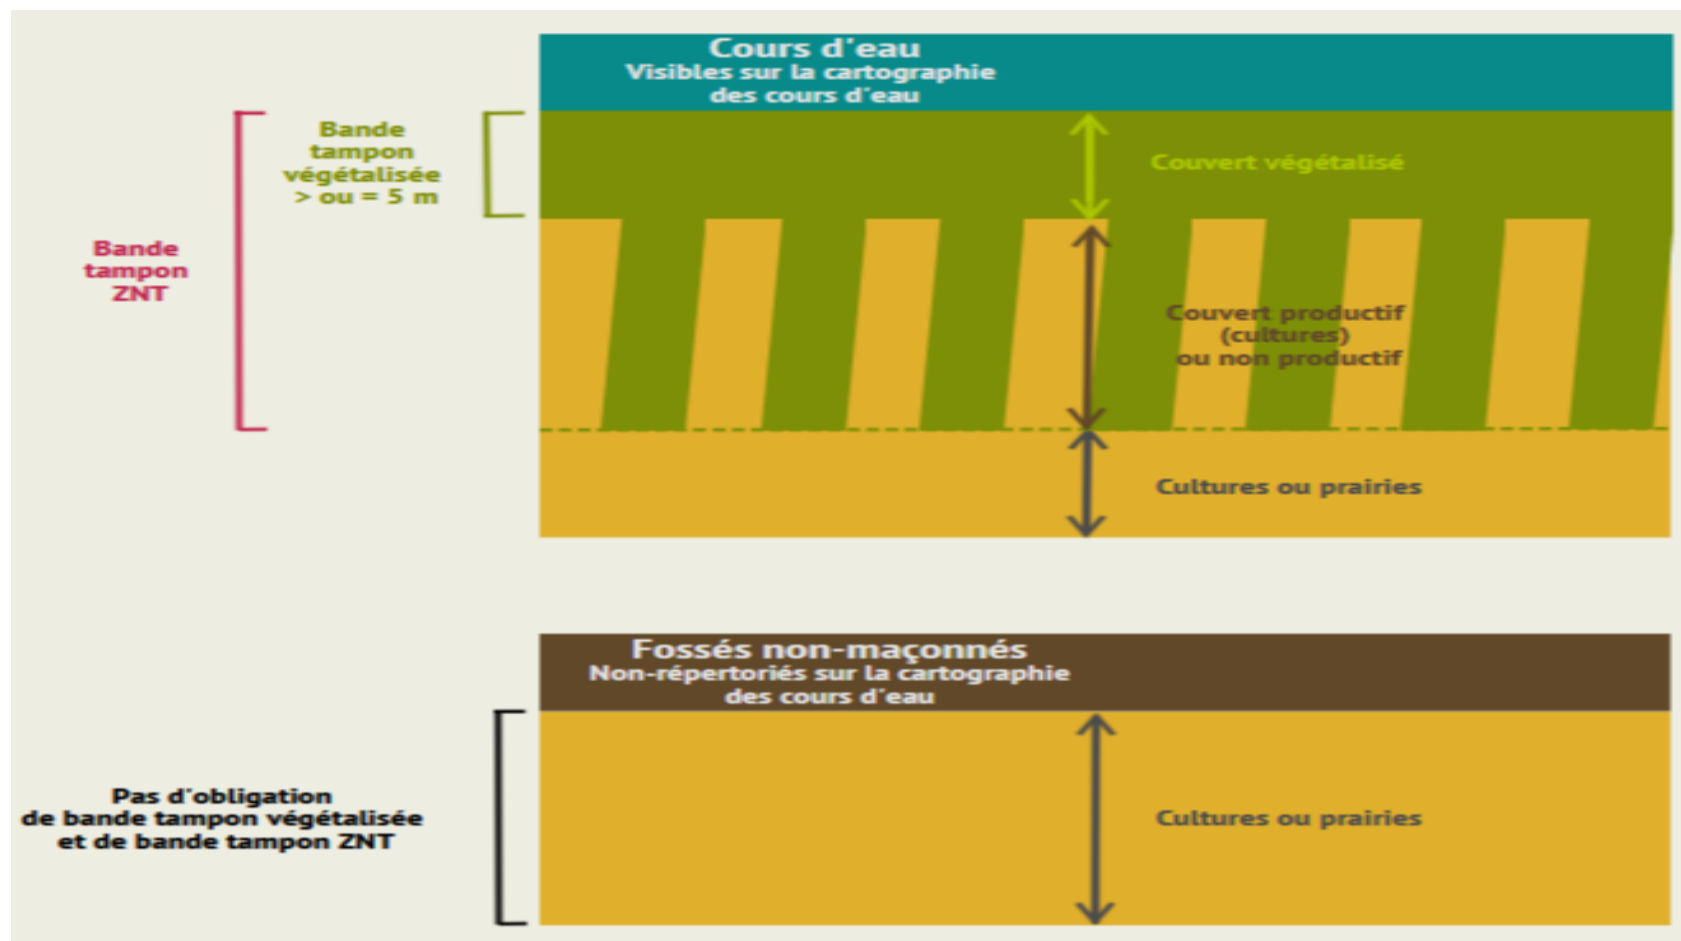 Cours d'eau
Visibles sur la cartographie
des cours d'eau
Bande
tampon
végétalisée
> ou = 5 m
Couvert végétalisé
Bande
tampon
ZNT
Couvert productif
(cultures)
ou non productif
Cultures ou prairies
Fossés non-maçonnés
Non-répertoriés sur la cartographie
des cours d'eau
Pas d'obligation
de bande tampon végétalisée
et de bande tampon ZNT
Cultures ou prairies